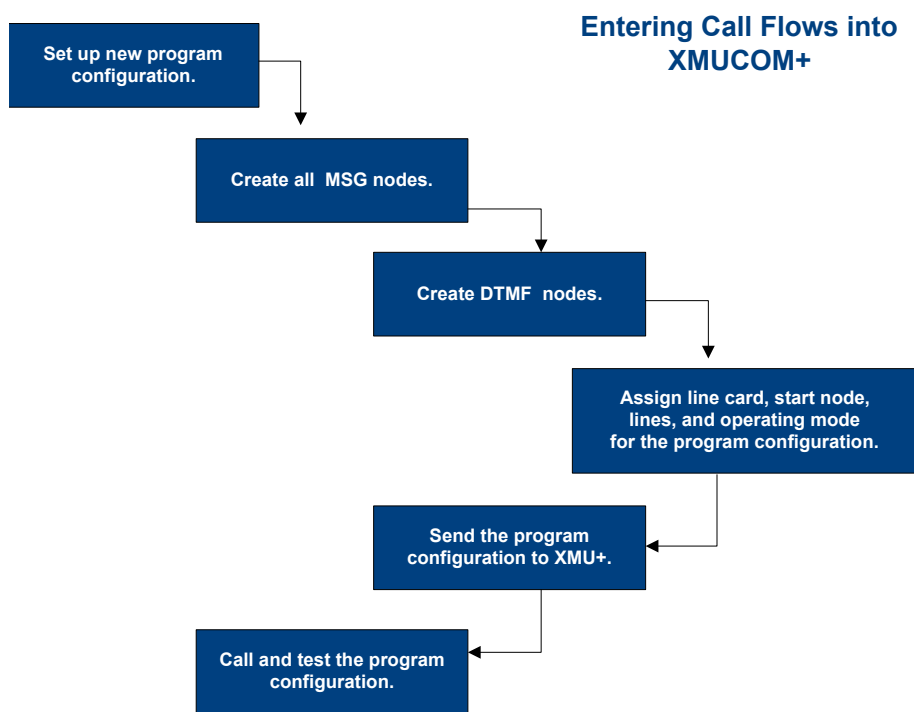 Entering Call Flows into
XMUCOM+
Set up new program
configuration.
Create all MSG nodes.
Create DTMF nodes.
Assign line card, start node,
lines, and operating mode
for the program configuration.
Send the program
configuration to XMU+.
Call and test the program
configuration.